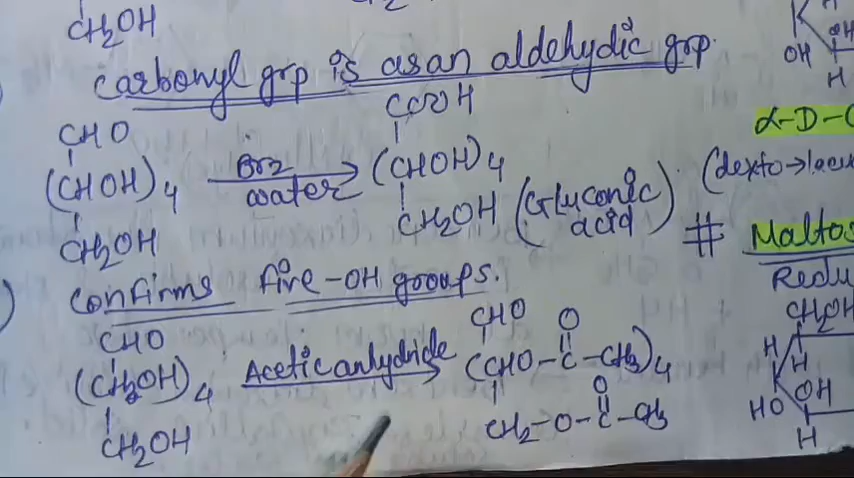 CH2OH
Carbonyl grp is as an aldehydic grp.
CHO
(CHOH)4
CH2OH
Br2
water
COOH
(CHOH)4
CH2OH
(Gluconic acid)
Confirms five -OH groups.
CHO
(CH2OH)4
CH2OH
Acetic anhydride
CHO
O
(CHO-C-CH3)4
O
CH2-O-C-CH3
OH
OH
H
α-D-
(dexto→
#
Redu
CH2OH
H
H
OH
HO
H